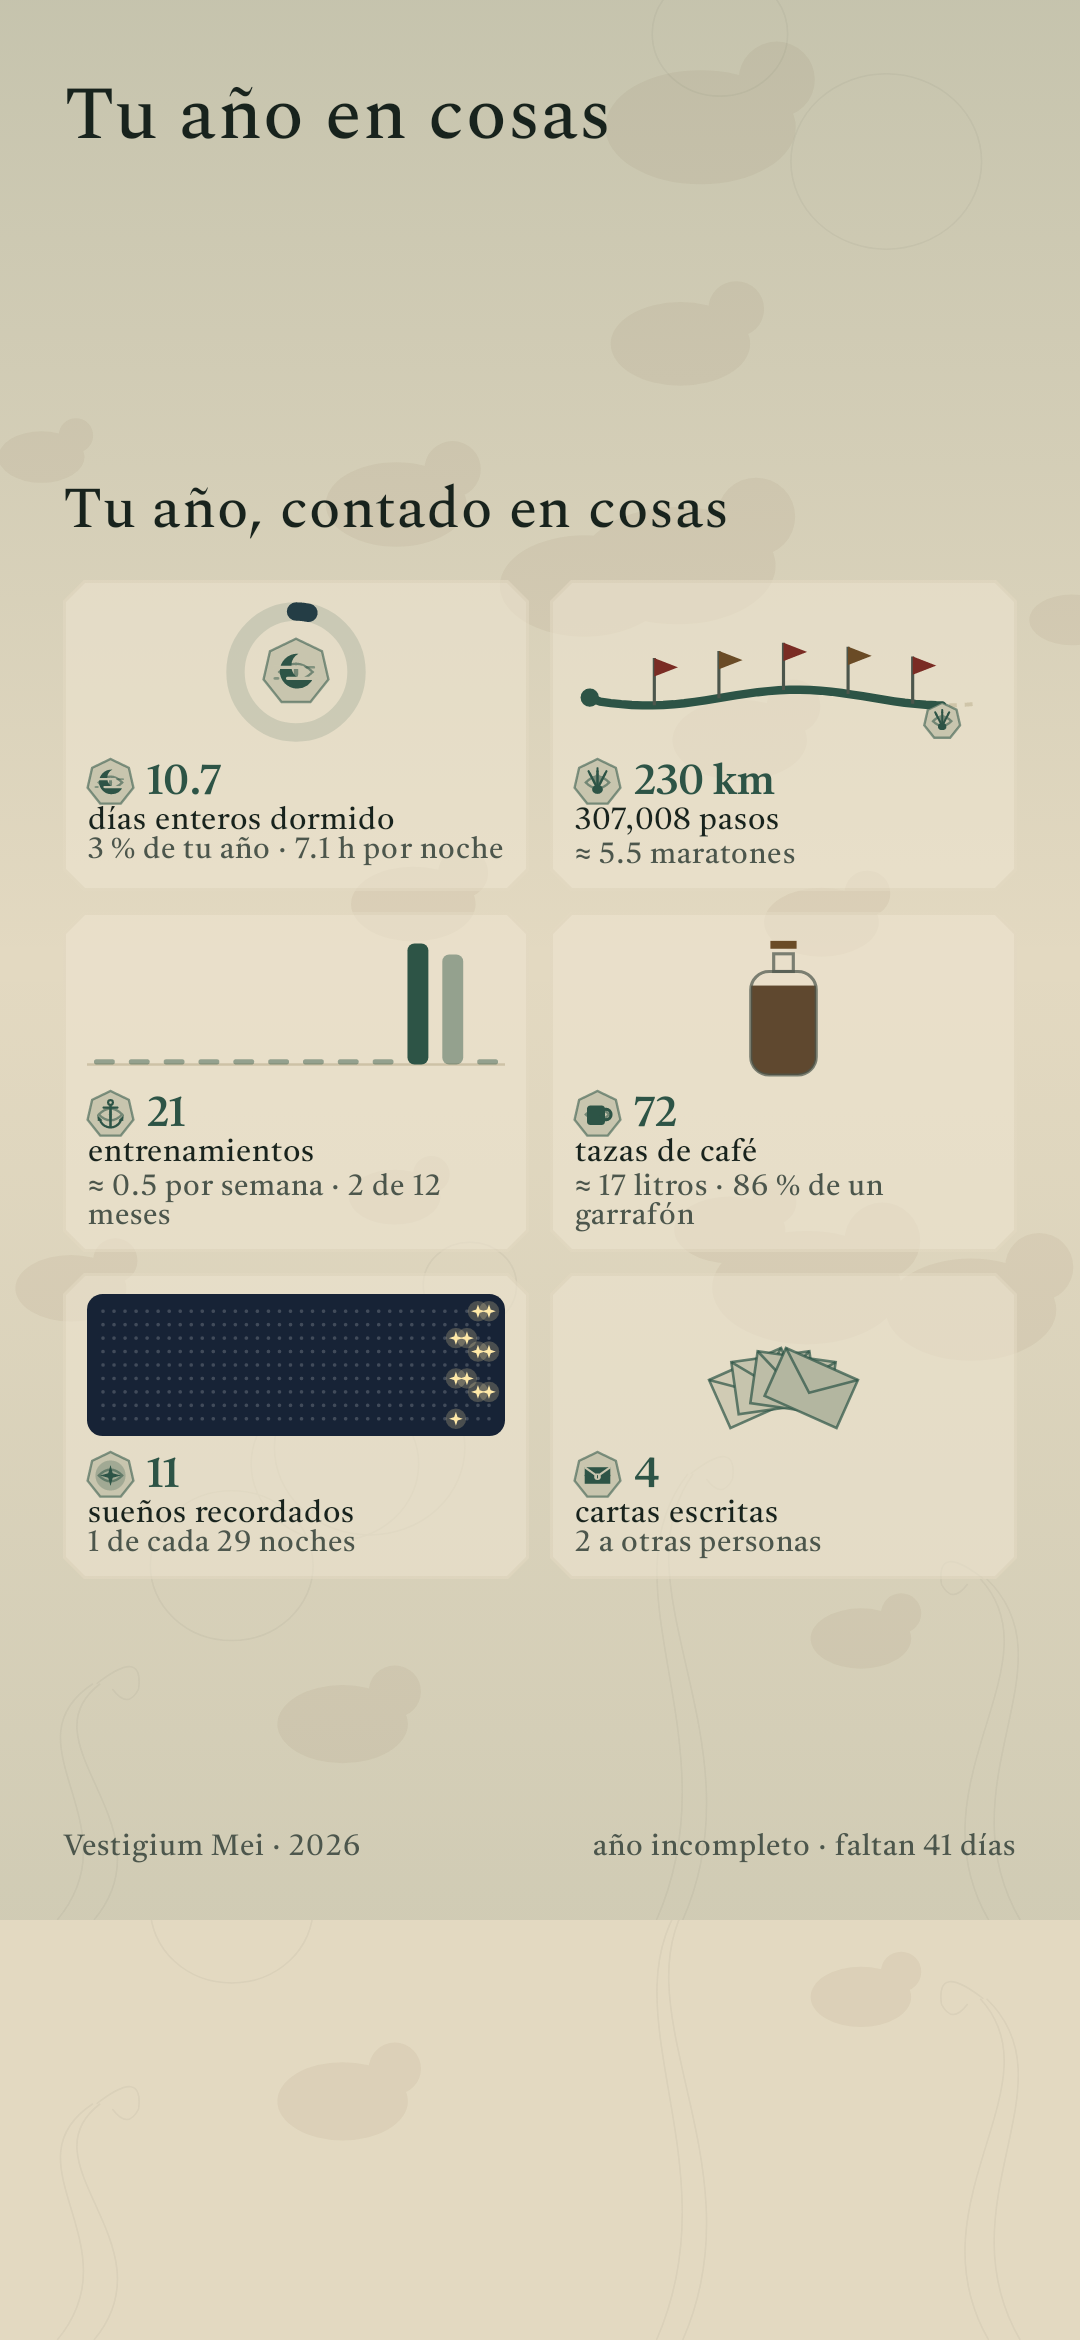 Tu año en cosas
Tu año, contado en cosas
10.7
días enteros dormido
3 % de tu año · 7.1 h por noche
230 km
307,008 pasos
≈ 5.5 maratones
21
entrenamientos
≈ 0.5 por semana · 2 de 12
meses
72
tazas de café
≈ 17 litros · 86 % de un
garrafón
11
sueños recordados
1 de cada 29 noches
4
cartas escritas
2 a otras personas
Vestigium Mei · 2026
año incompleto · faltan 41 días